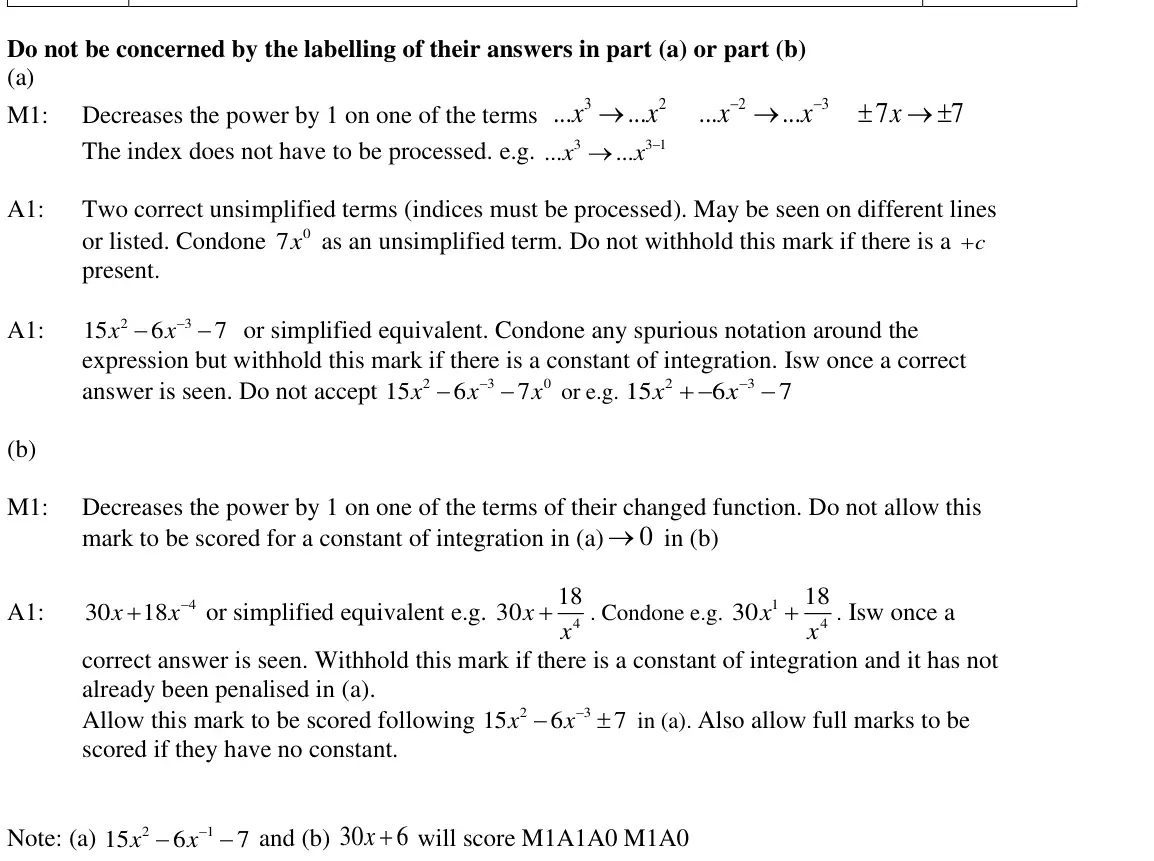 Do not be concerned by the labelling of their answers in part (a) or part (b)
(a)
M1: Decreases the power by 1 on one of the terms ...x³ → ...x² ...x⁻² → ...x⁻³ ±7x → ±7
The index does not have to be processed. e.g. ...x³ → ...x³⁻¹
A1: Two correct unsimplified terms (indices must be processed). May be seen on different lines
or listed. Condone 7x⁰ as an unsimplified term. Do not withhold this mark if there is a +c
present.
A1: 15x² − 6x⁻³ − 7 or simplified equivalent. Condone any spurious notation around the
expression but withhold this mark if there is a constant of integration. Isw once a correct
answer is seen. Do not accept 15x² − 6x⁻³ − 7x⁰ or e.g. 15x² + −6x⁻³ − 7
(b)
M1: Decreases the power by 1 on one of the terms of their changed function. Do not allow this
mark to be scored for a constant of integration in (a) → 0 in (b)
A1: 30x + 18x⁻⁴ or simplified equivalent e.g. 30x + 18/x⁴ . Condone e.g. 30x¹ + 18/x⁴ . Isw once a
correct answer is seen. Withhold this mark if there is a constant of integration and it has not
already been penalised in (a).
Allow this mark to be scored following 15x² − 6x⁻³ ± 7 in (a). Also allow full marks to be
scored if they have no constant.
Note: (a) 15x² − 6x⁻¹ − 7 and (b) 30x + 6 will score M1A1A0 M1A0